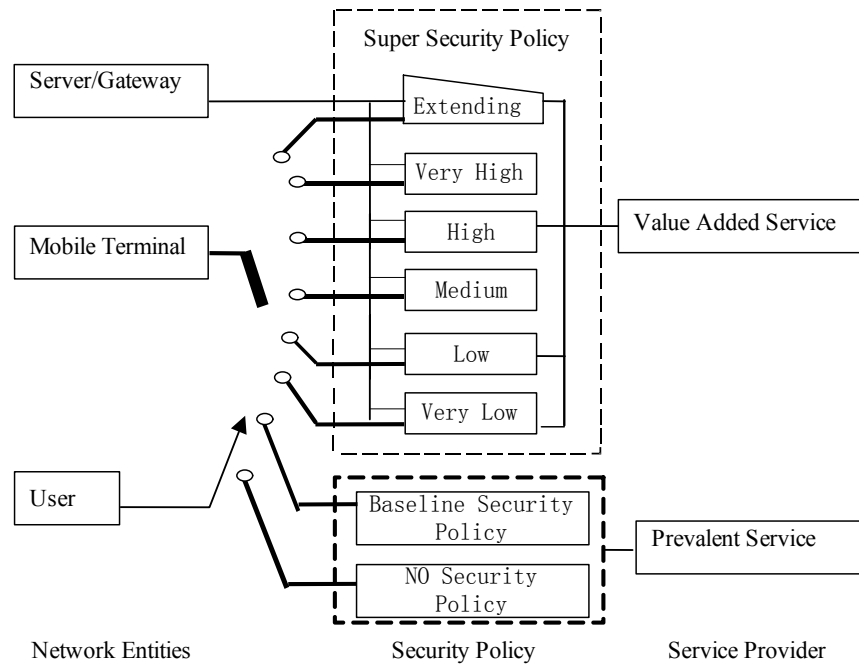 Super Security Policy
Server/Gateway
Extending
Very High
High
Value Added Service
Mobile Terminal
Medium
Low
Very Low
User
Baseline Security
Policy
Prevalent Service
NO Security
Policy
Network Entities
Security Policy
Service Provider